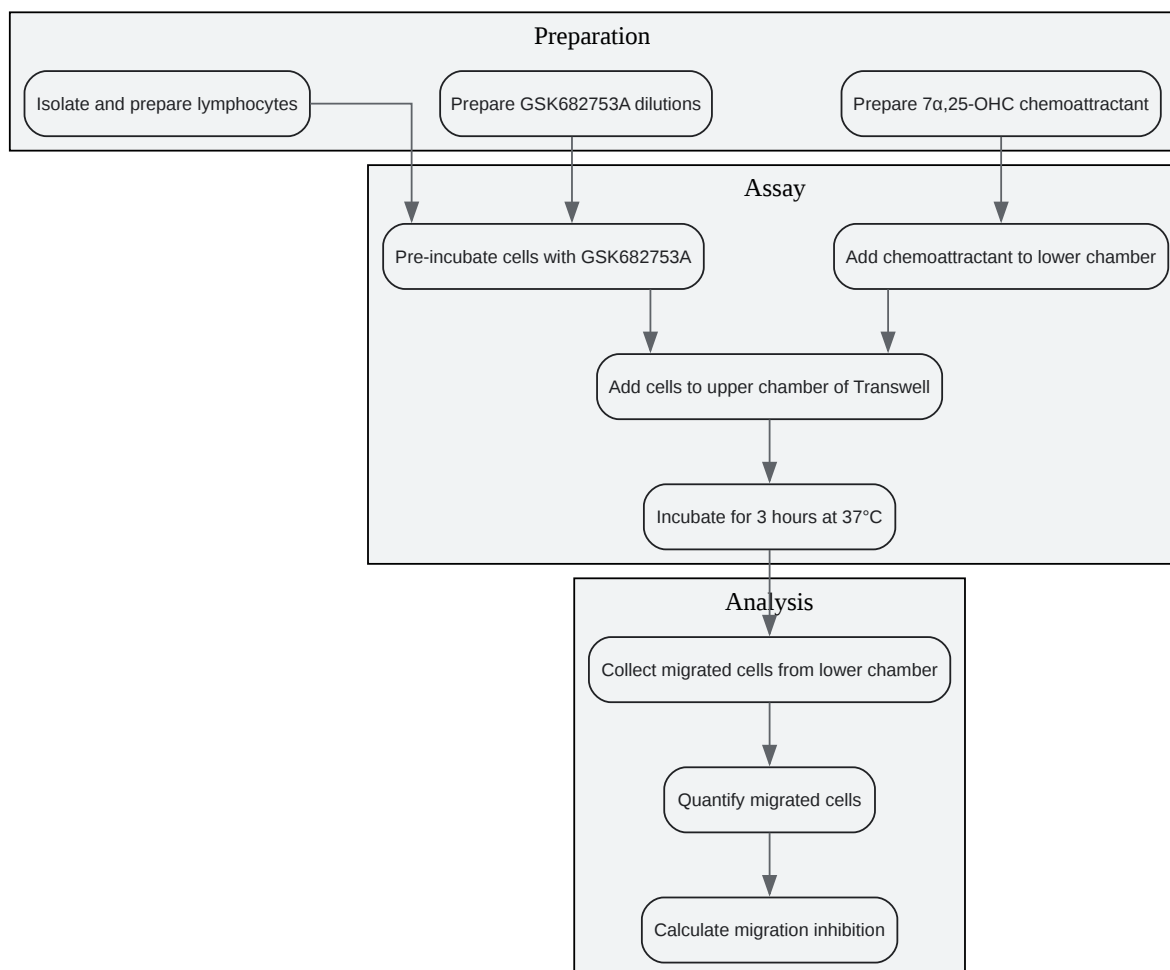 Preparation
Isolate and prepare lymphocytes
Prepare GSK682753A dilutions
Prepare 7α,25-OHC chemoattractant
Assay
Pre-incubate cells with GSK682753A
Add chemoattractant to lower chamber
Add cells to upper chamber of Transwell
Incubate for 3 hours at 37°C
Analysis
Collect migrated cells from lower chamber
Quantify migrated cells
Calculate migration inhibition